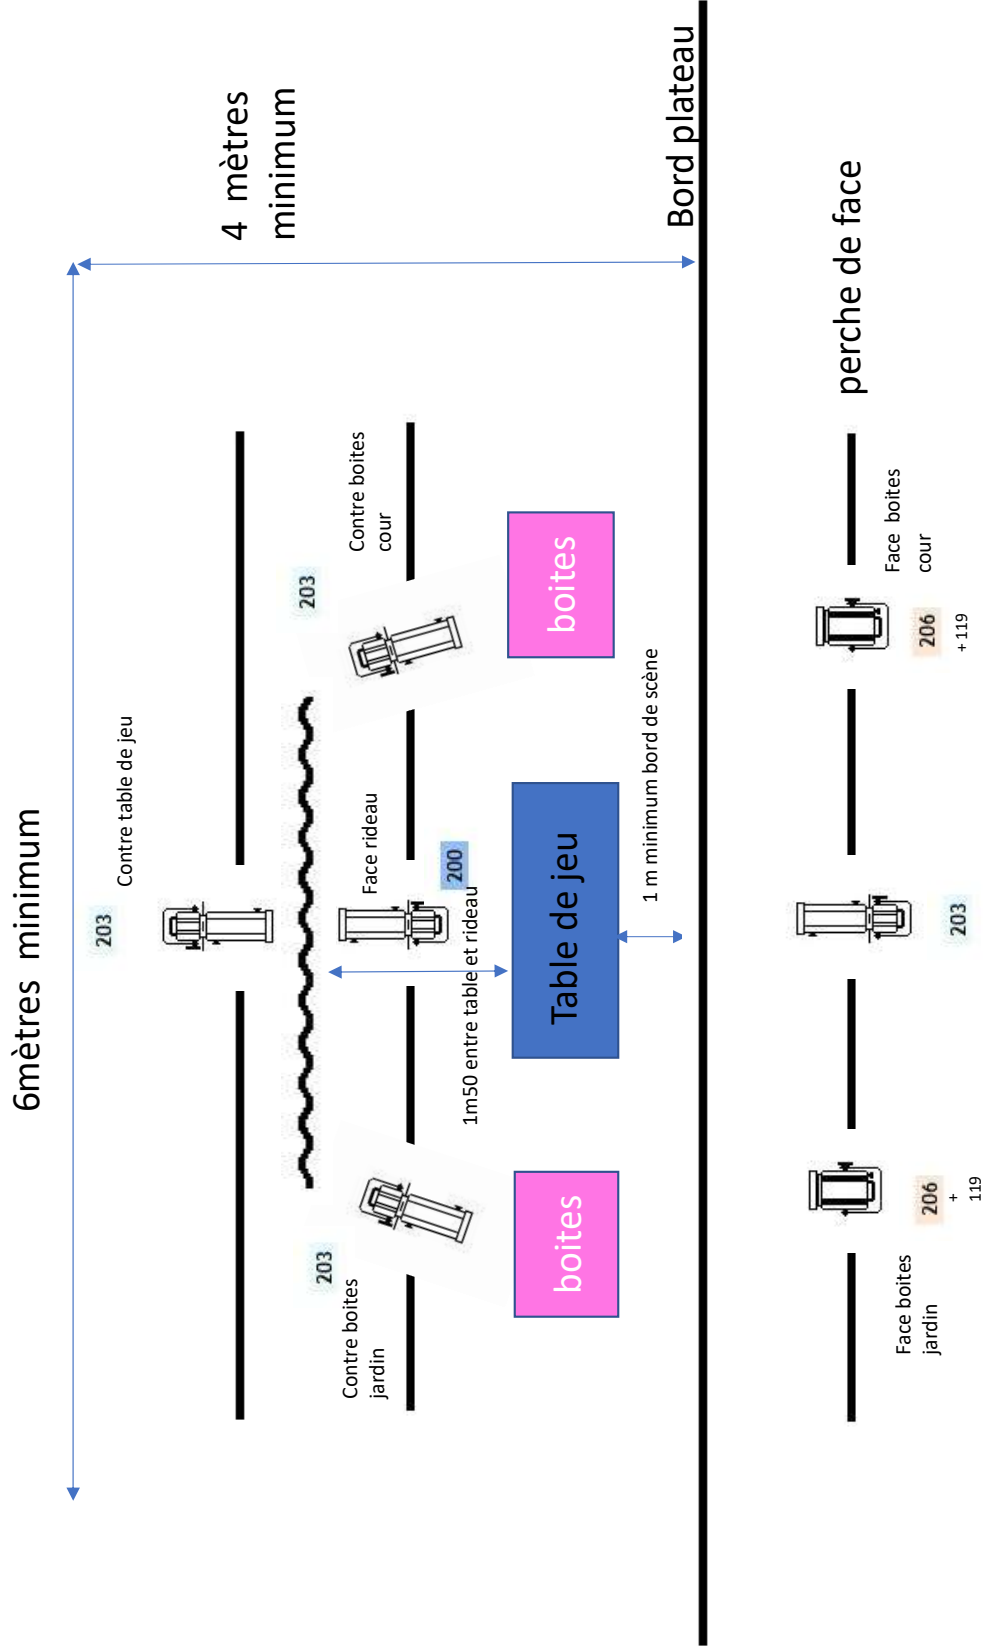 6mètres minimum
4 mètres
minimum
Contre table de jeu
203
203
Contre boites
jardin
Face rideau
200
203
Contre boites
cour
1m50 entre table et rideau
boites
Table de jeu
boites
1 m minimum bord de scène
Bord plateau
perche de face
Face boites
jardin
206
+
119
203
Face boites
cour
206
+ 119